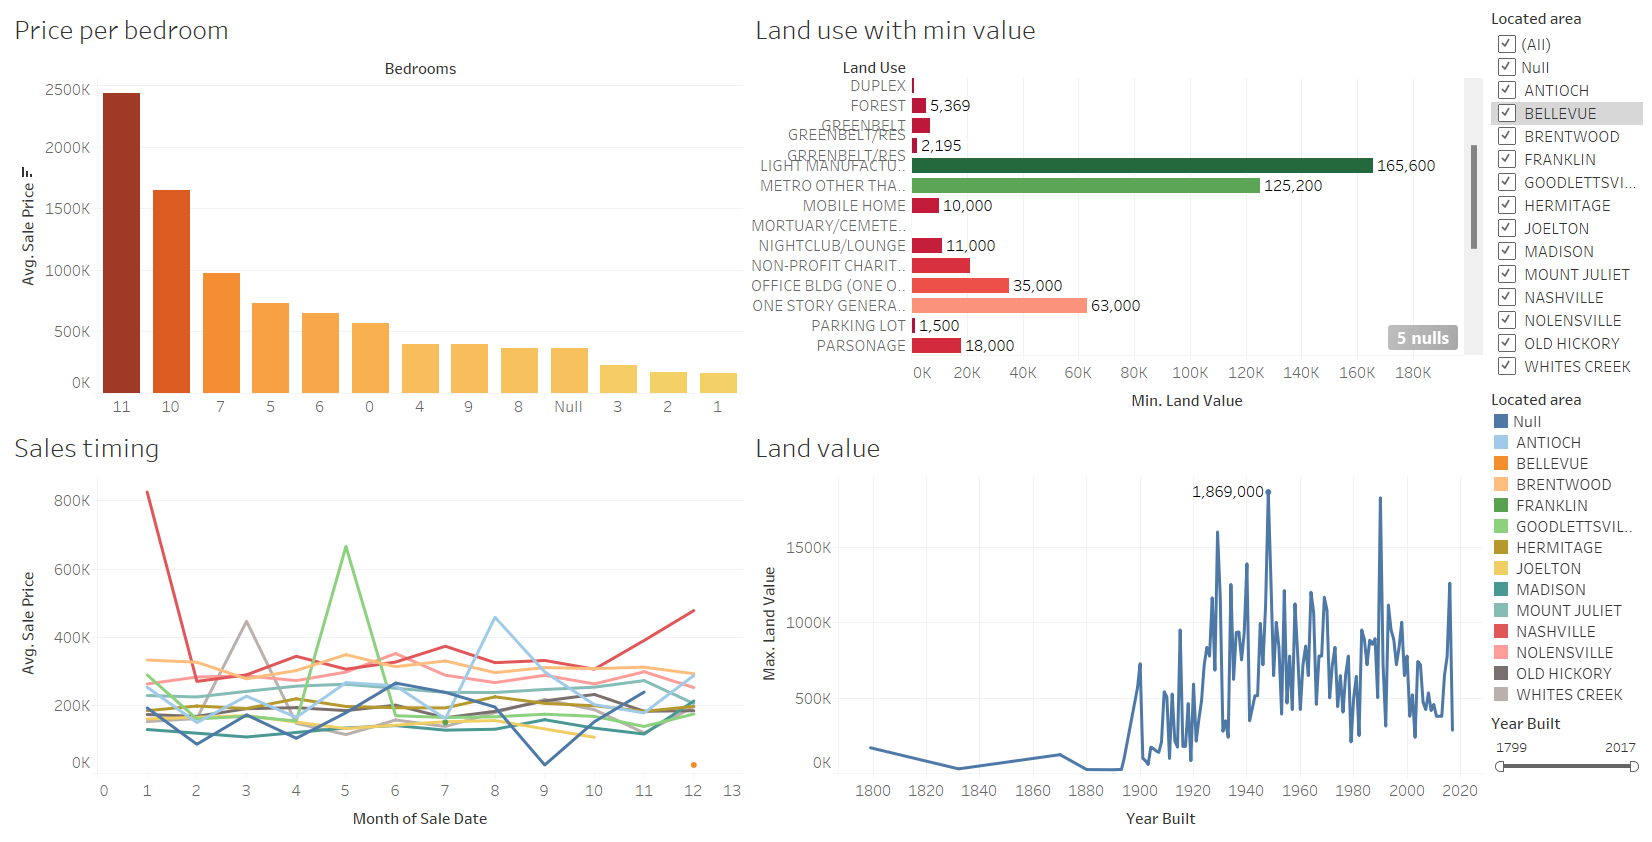 Price per bedroom
Bedrooms
Avg. Sale Price
2500K
2000K
1500K
1000K
500K
0K
11 10 7 5 6 0 4 9 8 Null 3 2 1
Land use with min value
Land Use
DUPLEX
FOREST 5,369
GREENBELT
GREENBELT/RES 2,195
GRRENBELT/RES
LIGHT MANUFACTU.. 165,600
METRO OTHER THA.. 125,200
MOBILE HOME 10,000
MORTUARY/CEMETE..
NIGHTCLUB/LOUNGE 11,000
NON-PROFIT CHARIT..
OFFICE BLDG (ONE O.. 35,000
ONE STORY GENERA.. 63,000
PARKING LOT 1,500
PARSONAGE 18,000
5 nulls
0K 20K 40K 60K 80K 100K 120K 140K 160K 180K
Min. Land Value
Located area
(All)
Null
ANTIOCH
BELLEVUE
BRENTWOOD
FRANKLIN
GOODLETTSVI...
HERMITAGE
JOELTON
MADISON
MOUNT JULIET
NASHVILLE
NOLENSVILLE
OLD HICKORY
WHITES CREEK
Sales timing
Avg. Sale Price
800K
600K
400K
200K
0K
0 1 2 3 4 5 6 7 8 9 10 11 12 13
Month of Sale Date
Land value
Max. Land Value
1,869,000
1500K
1000K
500K
0K
1800 1820 1840 1860 1880 1900 1920 1940 1960 1980 2000 2020
Year Built
Located area
Null
ANTIOCH
BELLEVUE
BRENTWOOD
FRANKLIN
GOODLETTSVIL..
HERMITAGE
JOELTON
MADISON
MOUNT JULIET
NASHVILLE
NOLENSVILLE
OLD HICKORY
WHITES CREEK
Year Built
1799 2017